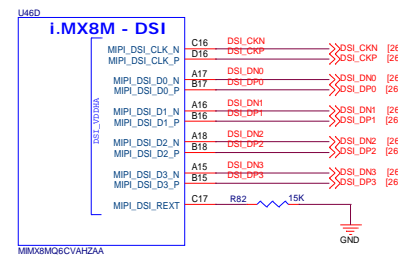 U46D
i.MX8M - DSI
DSI_VDDHA
MIPI_DSI_CLK_N C16 DSI_CKN DSI_CKN [26
MIPI_DSI_CLK_P D16 DSI_CKP DSI_CKP [26
MIPI_DSI_D0_N A17 DSI_DN0 DSI_DN0 [26
MIPI_DSI_D0_P B17 DSI_DP0 DSI_DP0 [26
MIPI_DSI_D1_N A16 DSI_DN1 DSI_DN1 [26
MIPI_DSI_D1_P B16 DSI_DP1 DSI_DP1 [26
MIPI_DSI_D2_N A18 DSI_DN2 DSI_DN2 [26
MIPI_DSI_D2_P B18 DSI_DP2 DSI_DP2 [26
MIPI_DSI_D3_N A15 DSI_DN3 DSI_DN3 [26
MIPI_DSI_D3_P B15 DSI_DP3 DSI_DP3 [26
MIPI_DSI_REXT C17 R82 15K
GND
MIMX8MQ6CVAHZAA